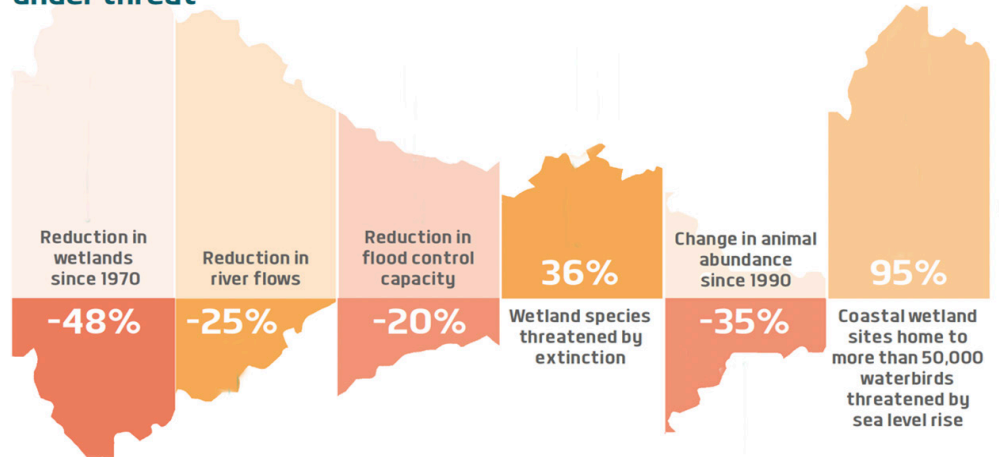 under threat
Reduction in
wetlands
since 1970
-48%
Reduction in
river flows
-25%
Reduction in
flood control
capacity
-20%
36%
Wetland species
threatened by
extinction
Change in animal
abundance
since 1990
-35%
95%
Coastal wetland
sites home to
more than 50,000
waterbirds
threatened by
sea level rise